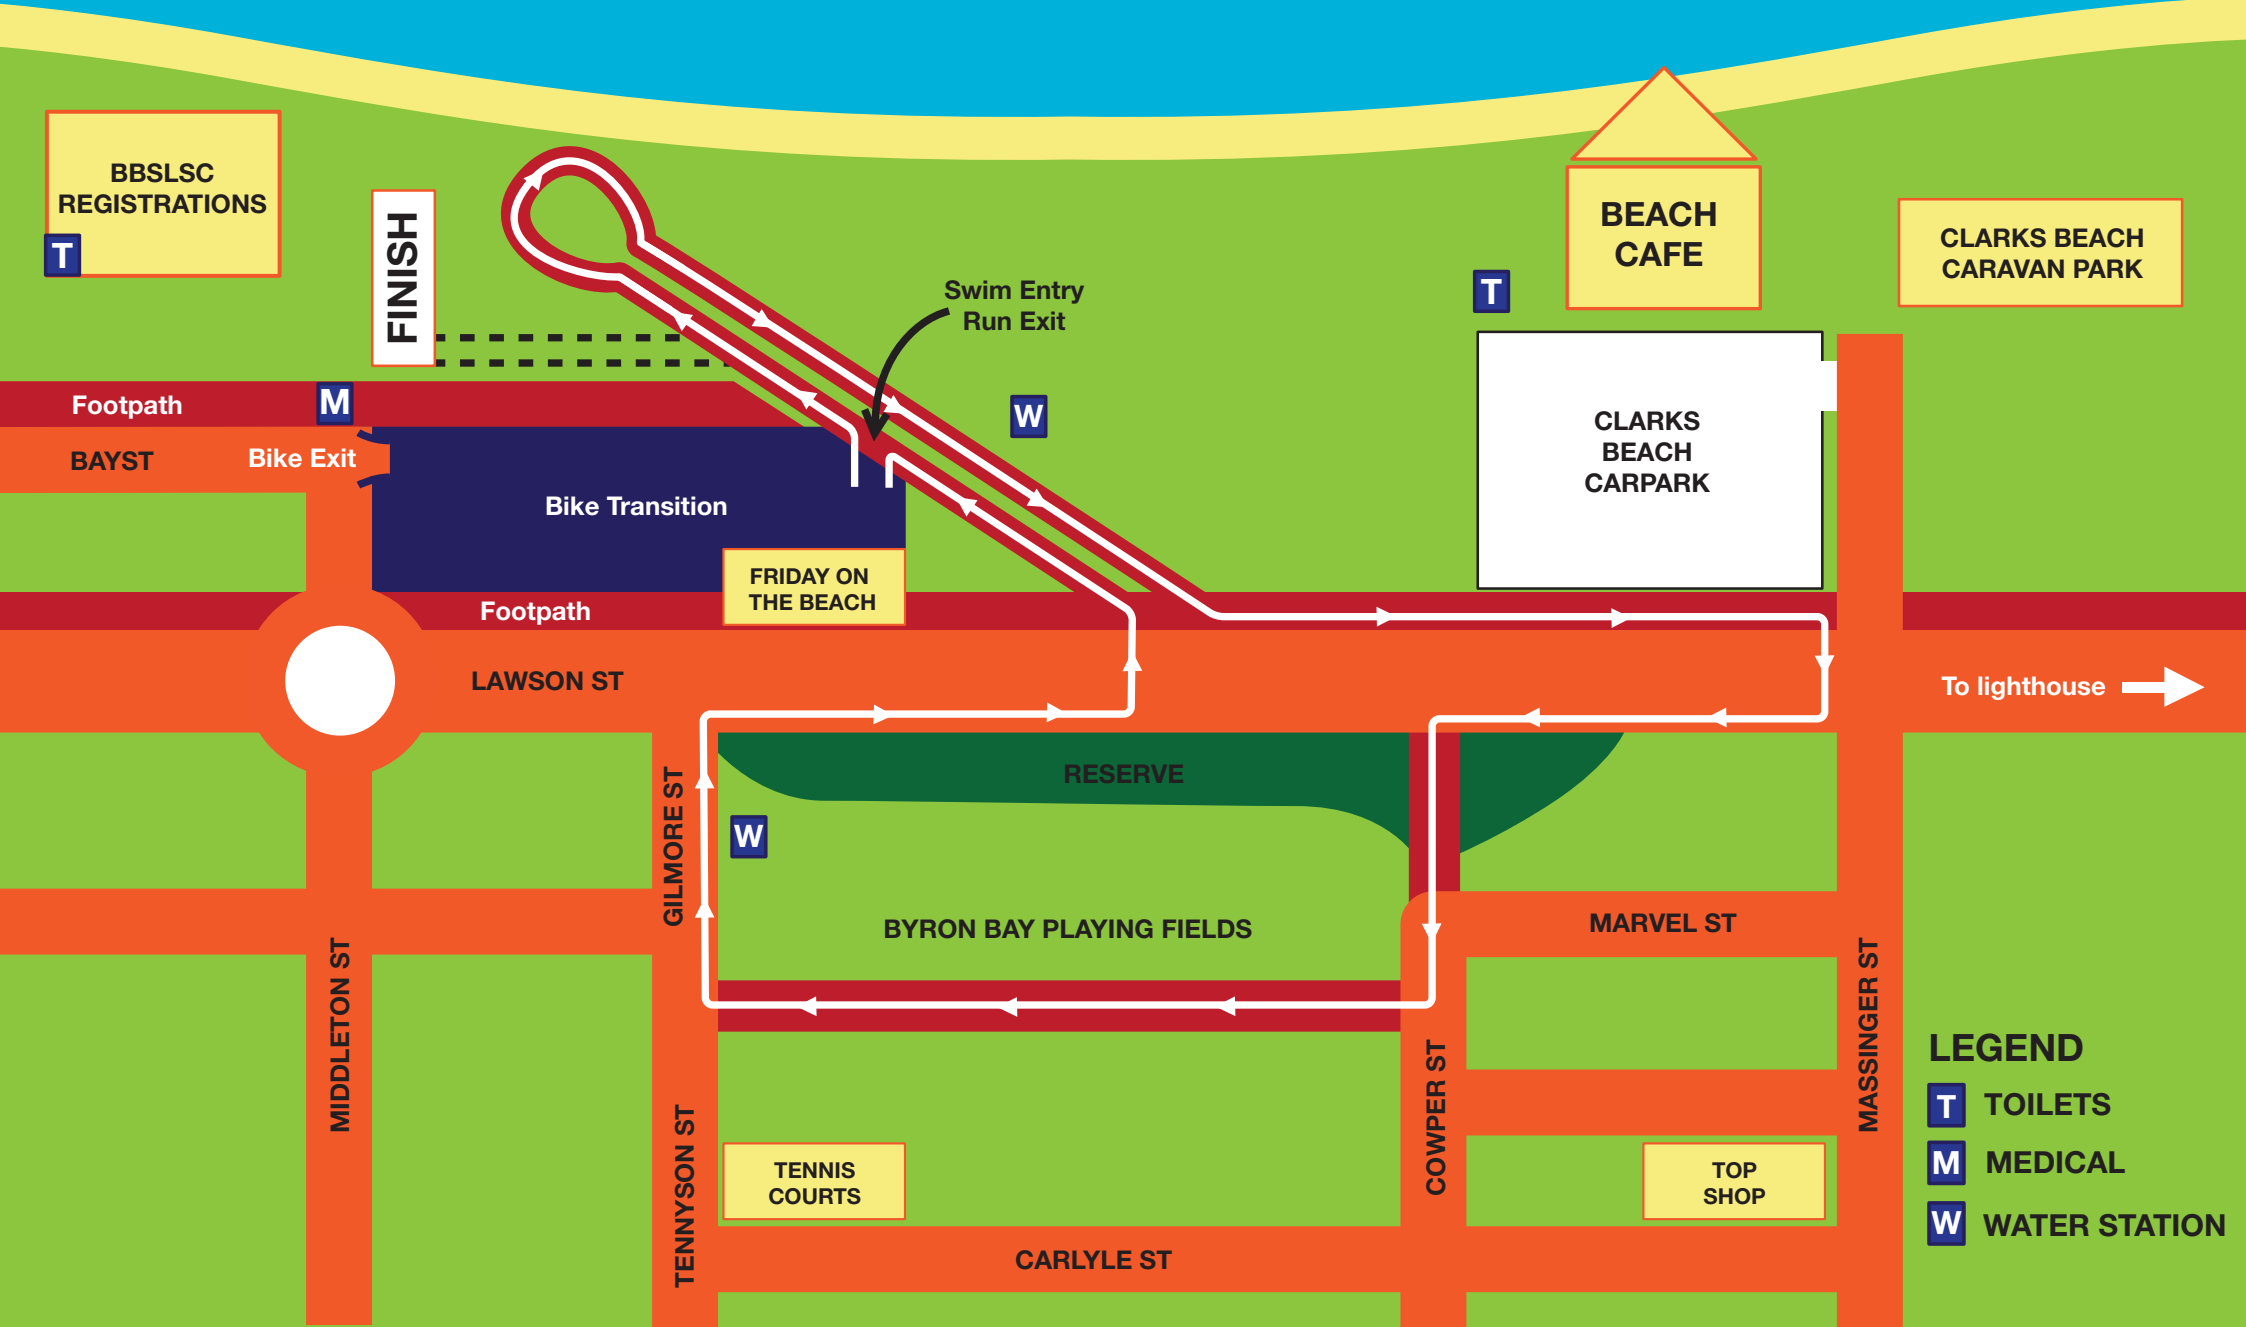 BBSLSC
REGISTRATIONS
T
FINISH
Swim Entry
Run Exit
BEACH
CAFE
CLARKS BEACH
CARAVAN PARK
T
Footpath
M
W
BAYST
Bike Exit
Bike Transition
CLARKS
BEACH
CARPARK
FRIDAY ON
THE BEACH
Footpath
LAWSON ST
To lighthouse
RESERVE
GILMORE ST
W
BYRON BAY PLAYING FIELDS
MARVEL ST
MIDDLETON ST
MASSINGER ST
COWPER ST
TENNYSON ST
TENNIS
COURTS
TOP
SHOP
CARLYLE ST
LEGEND
T TOILETS
M MEDICAL
W WATER STATION